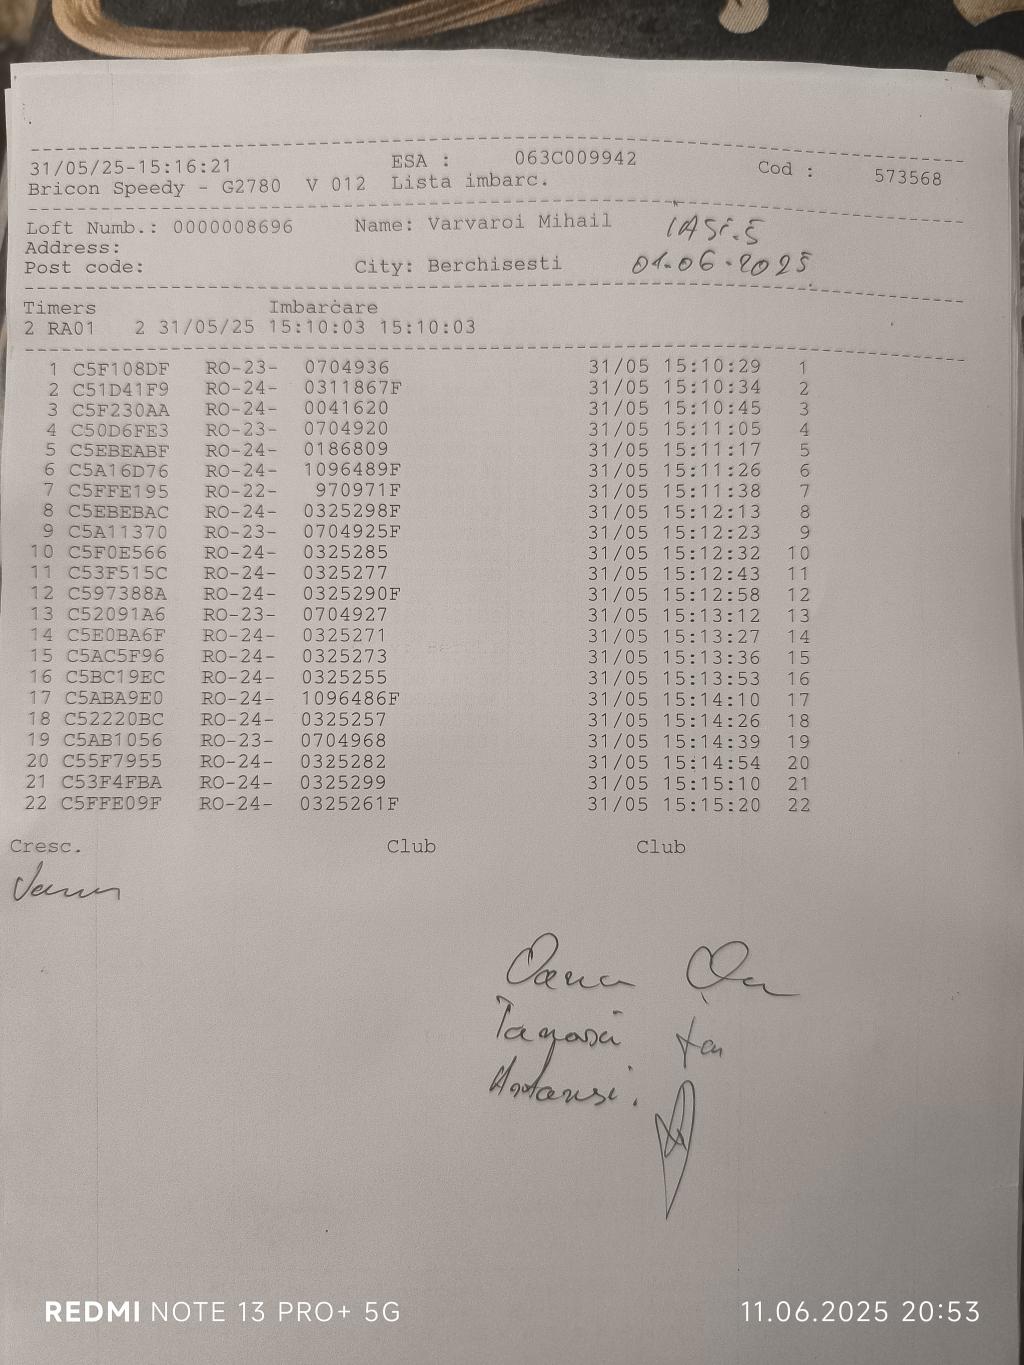 31/05/25-15:16:21 ESA : 063C009942 Cod : 573568
Bricon Speedy - G2780 V 012 Lista imbarc.
Loft Numb.: 0000008696 Name: Varvaroi Mihail IASI.5
Address:
Post code: City: Berchisesti 01.06.2025
Timers Imbarcare
2 RA01 2 31/05/25 15:10:03 15:10:03
1 C5F108DF RO-23- 0704936 31/05 15:10:29 1
2 C51D41F9 RO-24- 0311867F 31/05 15:10:34 2
3 C5F230AA RO-24- 0041620 31/05 15:10:45 3
4 C50D6FE3 RO-23- 0704920 31/05 15:11:05 4
5 C5EBEABF RO-24- 0186809 31/05 15:11:17 5
6 C5A16D76 RO-24- 1096489F 31/05 15:11:26 6
7 C5FFE195 RO-22- 970971F 31/05 15:11:38 7
8 C5EBEBAC RO-24- 0325298F 31/05 15:12:13 8
9 C5A11370 RO-23- 0704925F 31/05 15:12:23 9
10 C5F0E566 RO-24- 0325285 31/05 15:12:32 10
11 C53F515C RO-24- 0325277 31/05 15:12:43 11
12 C597388A RO-24- 0325290F 31/05 15:12:58 12
13 C52091A6 RO-23- 0704927 31/05 15:13:12 13
14 C5E0BA6F RO-24- 0325271 31/05 15:13:27 14
15 C5AC5F96 RO-24- 0325273 31/05 15:13:36 15
16 C5BC19EC RO-24- 0325255 31/05 15:13:53 16
17 C5ABA9E0 RO-24- 1096486F 31/05 15:14:10 17
18 C52220BC RO-24- 0325257 31/05 15:14:26 18
19 C5AB1056 RO-23- 0704968 31/05 15:14:39 19
20 C55F7955 RO-24- 0325282 31/05 15:14:54 20
21 C53F4FBA RO-24- 0325299 31/05 15:15:10 21
22 C5FFE09F RO-24- 0325261F 31/05 15:15:20 22
Cresc. Club Club
REDMI NOTE 13 PRO+ 5G 11.06.2025 20:53